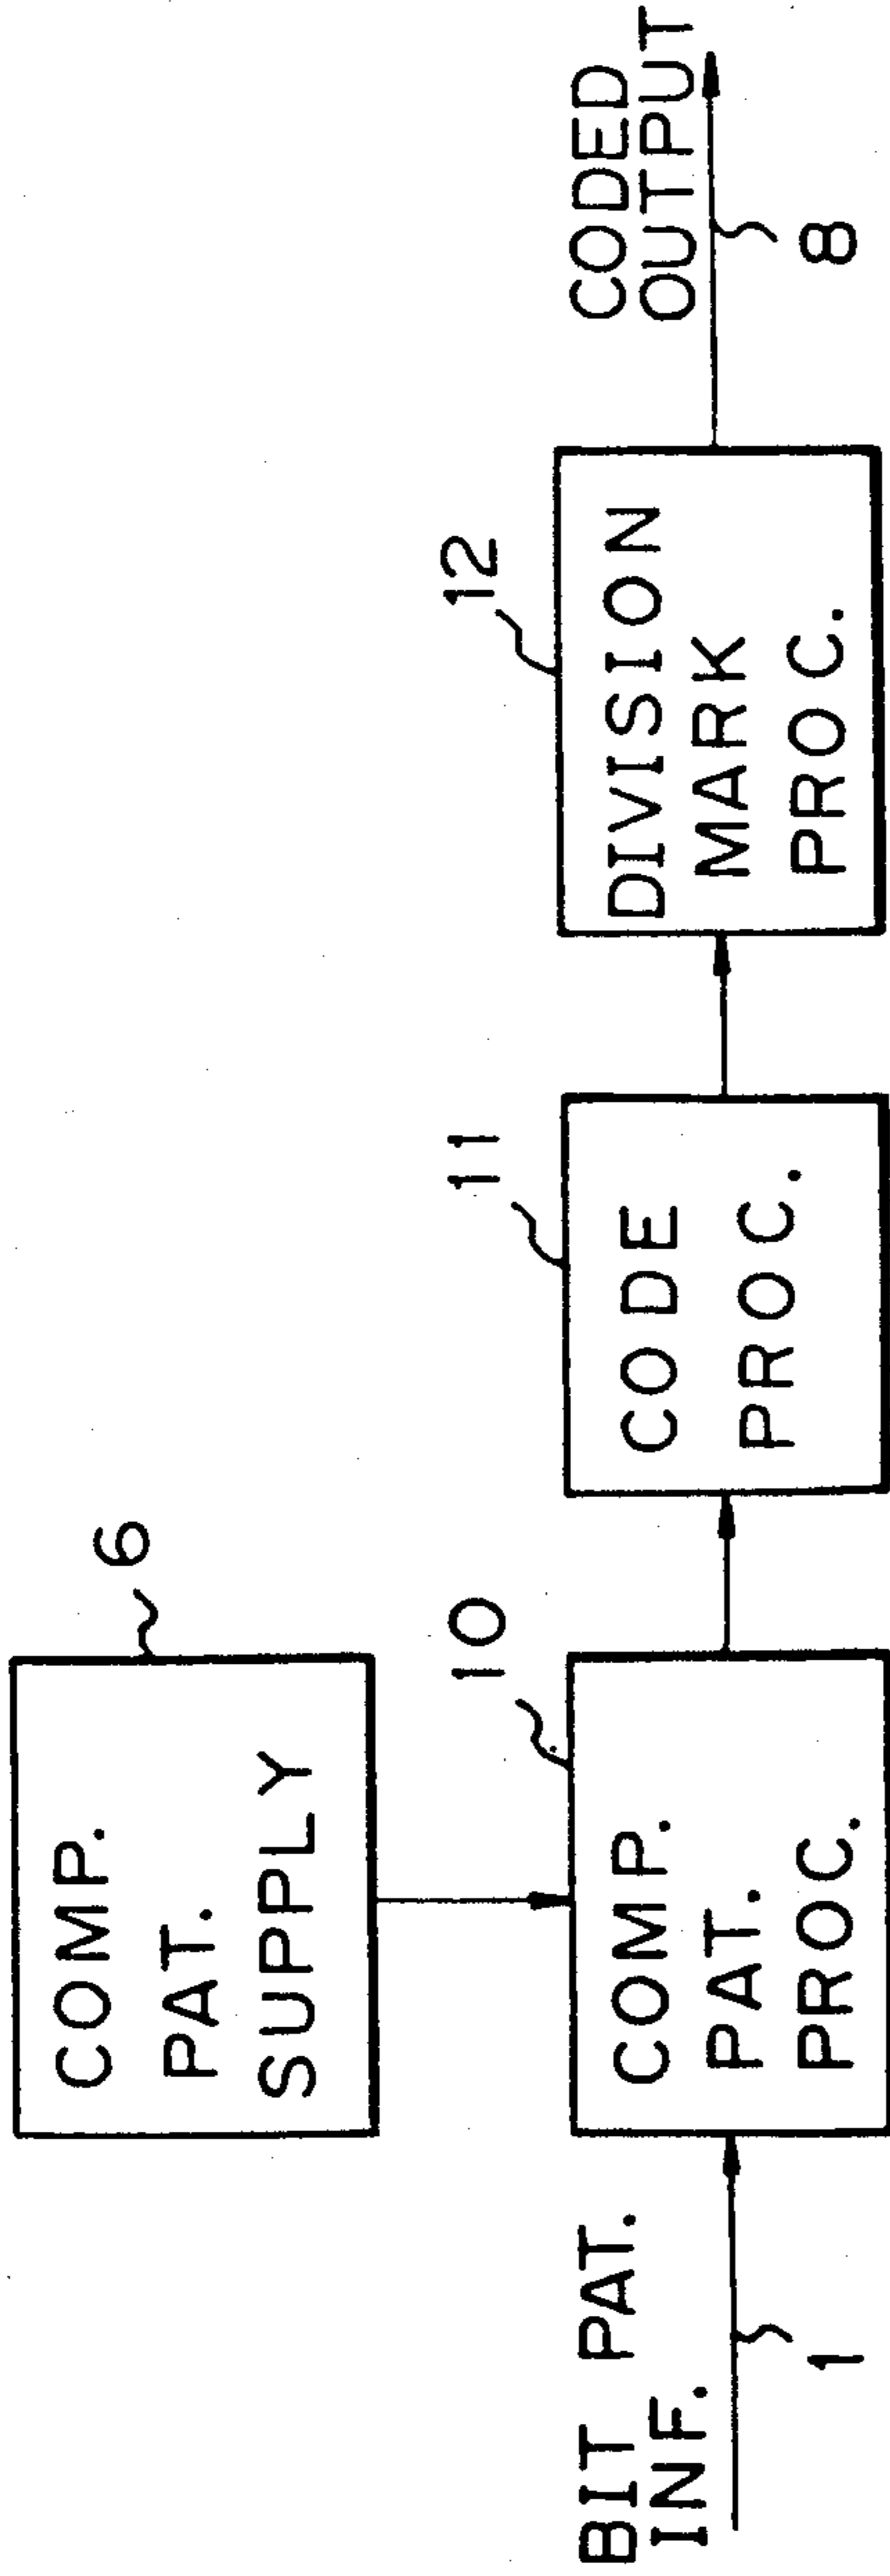 COMP.
PAT.
SUPPLY
6
BIT PAT.
INF.
1
COMP.
PAT.
PROC.
10
CODE
PROC.
11
DIVISION
MARK
PROC.
12
CODED
OUTPUT
8